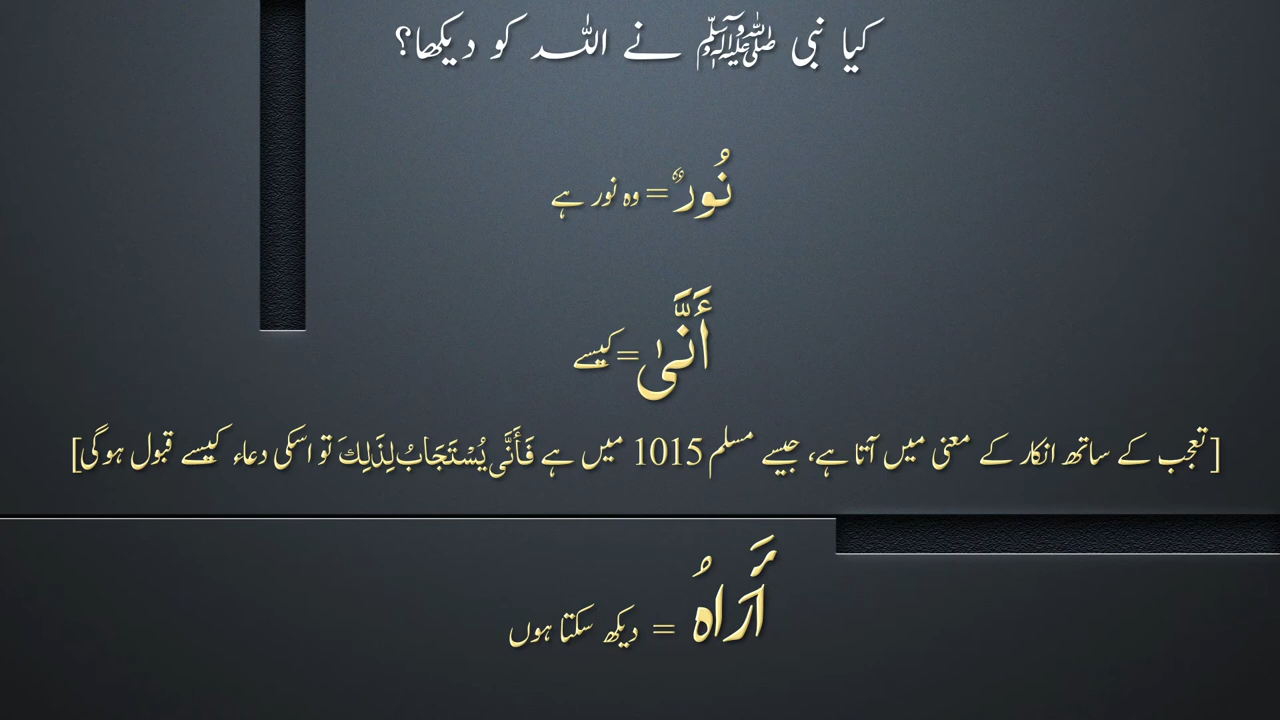 کیا نبی ﷺ نے اللہ کو دیکھا؟
نُورٌ = وہ نور ہے
أَنَّىٰ = کیسے
[تعجب کے ساتھ انکار کے معنی میں آتا ہے، جیسے مسلم 1015 میں ہے فَأَنَّى يُسْتَجَابُ لِذَلِكَ تو اسکی دعاء کیسے قبول ہوگی]
أَرَاهُ = دیکھ سکتا ہوں